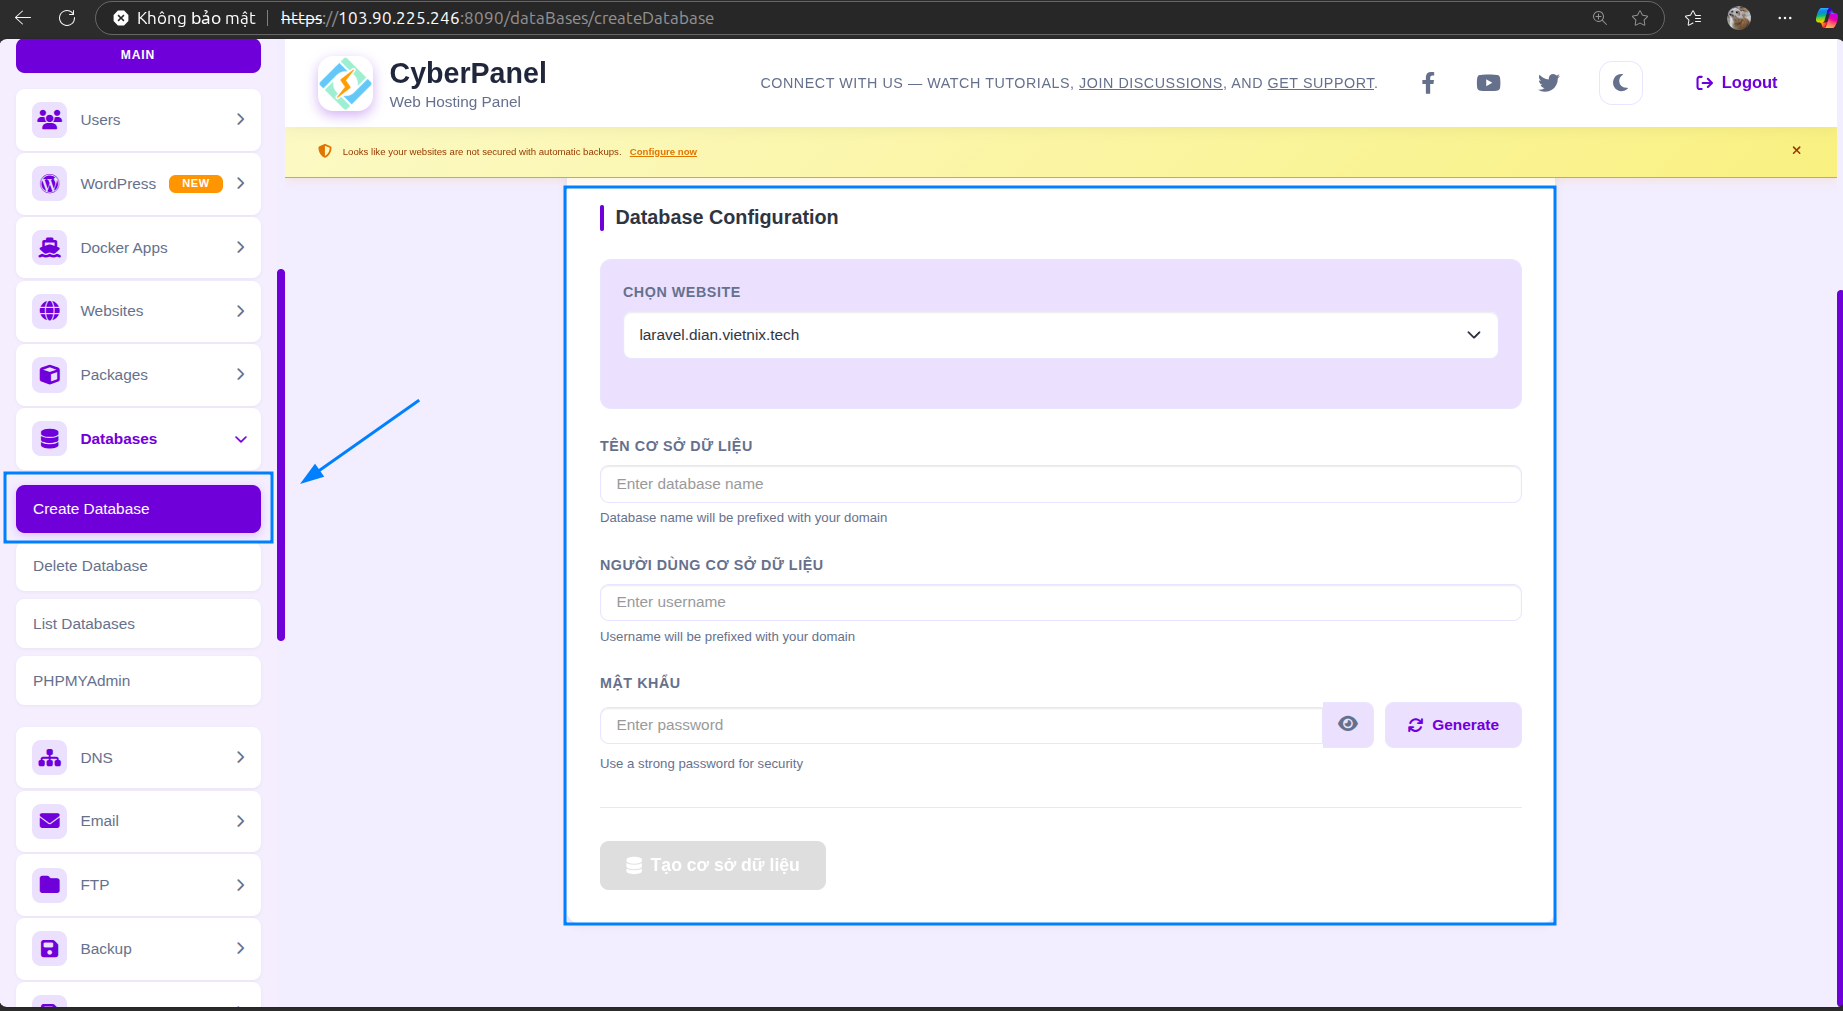 Không bảo mật
https://103.90.225.246:8090/dataBases/createDatabase
MAIN
Users
WordPress NEW
Docker Apps
Websites
Packages
Databases
Create Database
Delete Database
List Databases
PHPMYAdmin
DNS
Email
FTP
Backup
CyberPanel
Web Hosting Panel
CONNECT WITH US — WATCH TUTORIALS, JOIN DISCUSSIONS, AND GET SUPPORT.
Logout
Looks like your websites are not secured with automatic backups. Configure now
Database Configuration
CHỌN WEBSITE
laravel.dian.vietnix.tech
TÊN CƠ SỞ DỮ LIỆU
Enter database name
Database name will be prefixed with your domain
NGƯỜI DÙNG CƠ SỞ DỮ LIỆU
Enter username
Username will be prefixed with your domain
MẬT KHẨU
Enter password
Generate
Use a strong password for security
Tạo cơ sở dữ liệu